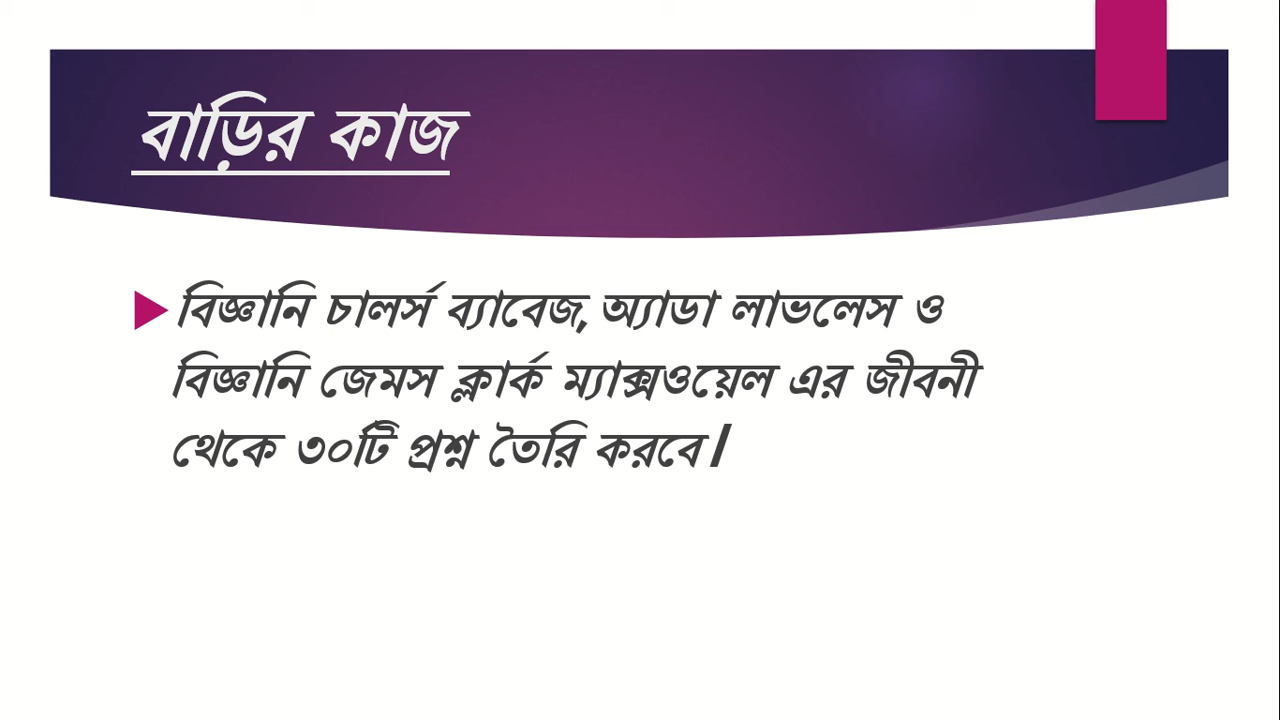 বাড়ির কাজ
বিজ্ঞানি চালর্স ব্যাবেজ, অ্যাডা লাভলেস ও
বিজ্ঞানি জেমস ক্লার্ক ম্যাক্সওয়েল এর জীবনী
থেকে ৩০টি প্রশ্ন তৈরি করবে।